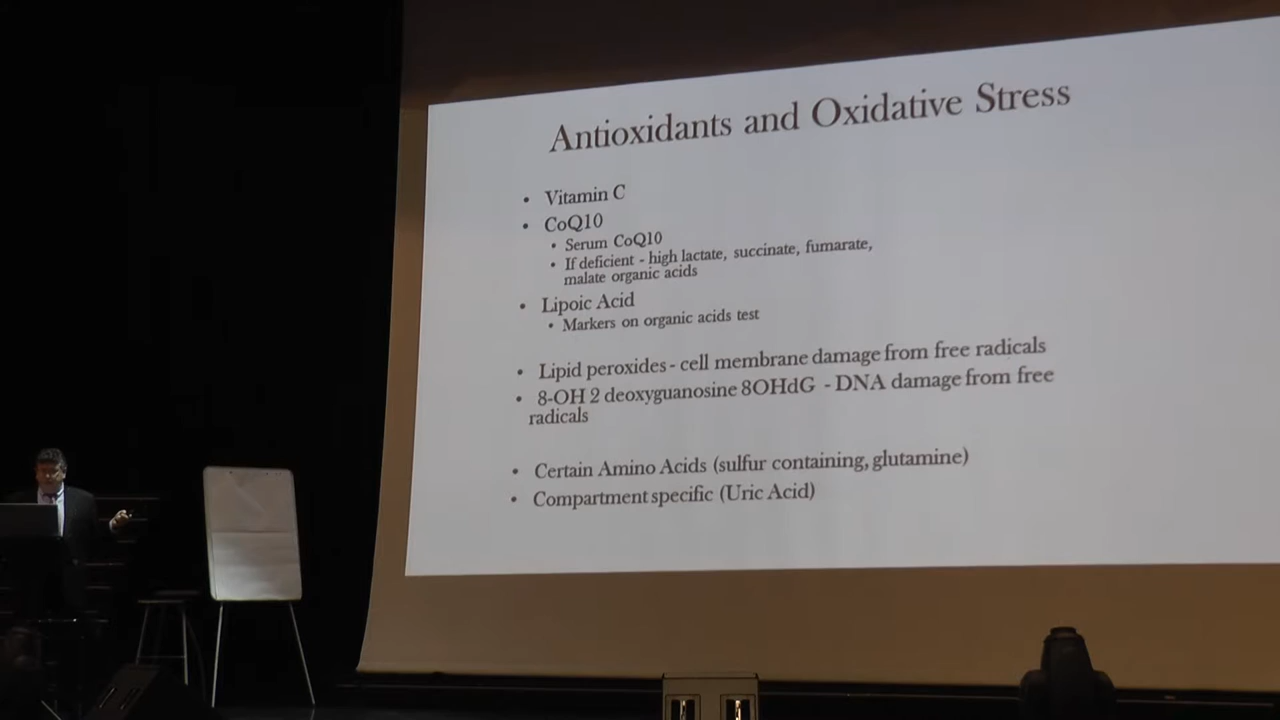 Antioxidants and Oxidative Stress
• Vitamin C
• CoQ10
• Serum CoQ10
• If deficient - high lactate, succinate, fumarate,
malate organic acids
• Lipoic Acid
• Markers on organic acids test
• Lipid peroxides - cell membrane damage from free radicals
• 8-OH 2 deoxyguanosine 8OHdG - DNA damage from free
radicals
• Certain Amino Acids (sulfur containing, glutamine)
• Compartment specific (Uric Acid)